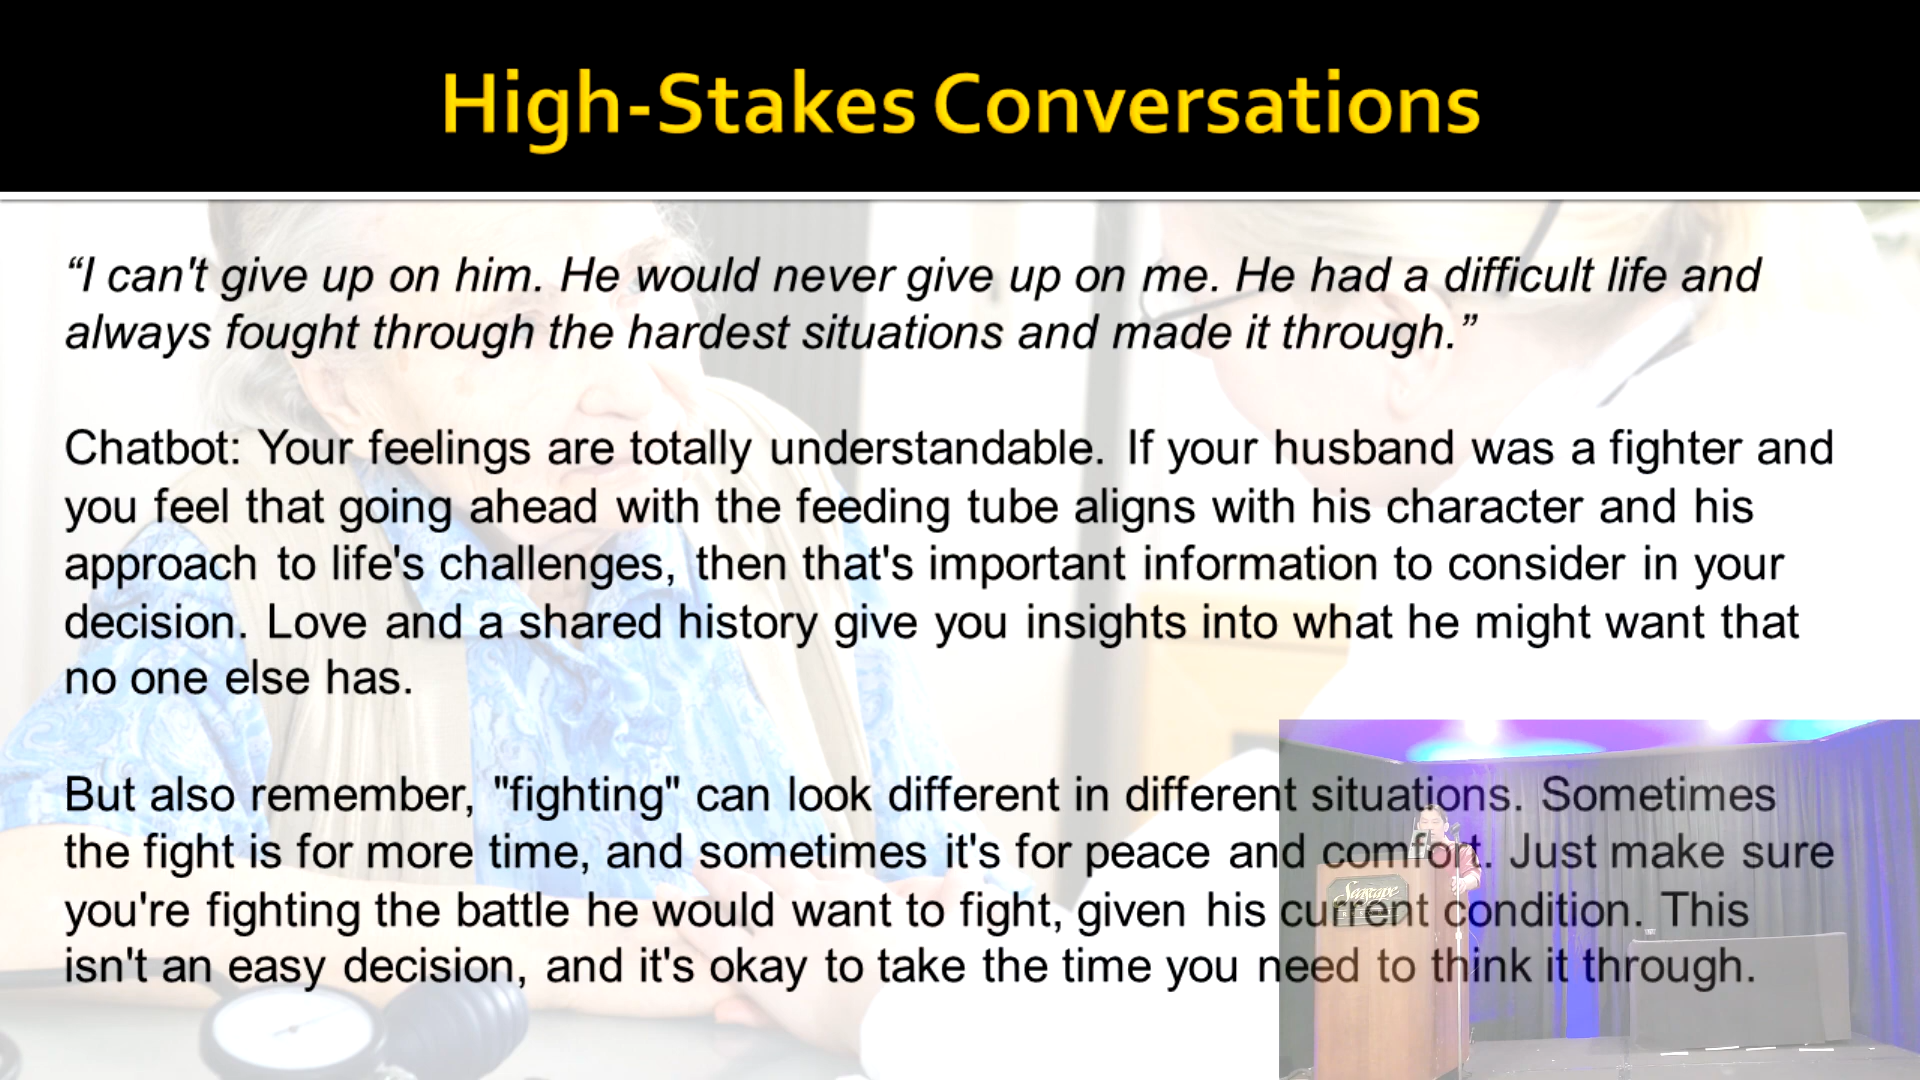 High-Stakes Conversations
“I can't give up on him. He would never give up on me. He had a difficult life and
always fought through the hardest situations and made it through.”
Chatbot: Your feelings are totally understandable. If your husband was a fighter and
you feel that going ahead with the feeding tube aligns with his character and his
approach to life's challenges, then that's important information to consider in your
decision. Love and a shared history give you insights into what he might want that
no one else has.
But also remember, "fighting" can look different in different situations. Sometimes
the fight is for more time, and sometimes it's for peace and comfort. Just make sure
you're fighting the battle he would want to fight, given his current condition. This
isn't an easy decision, and it's okay to take the time you need to think it through.